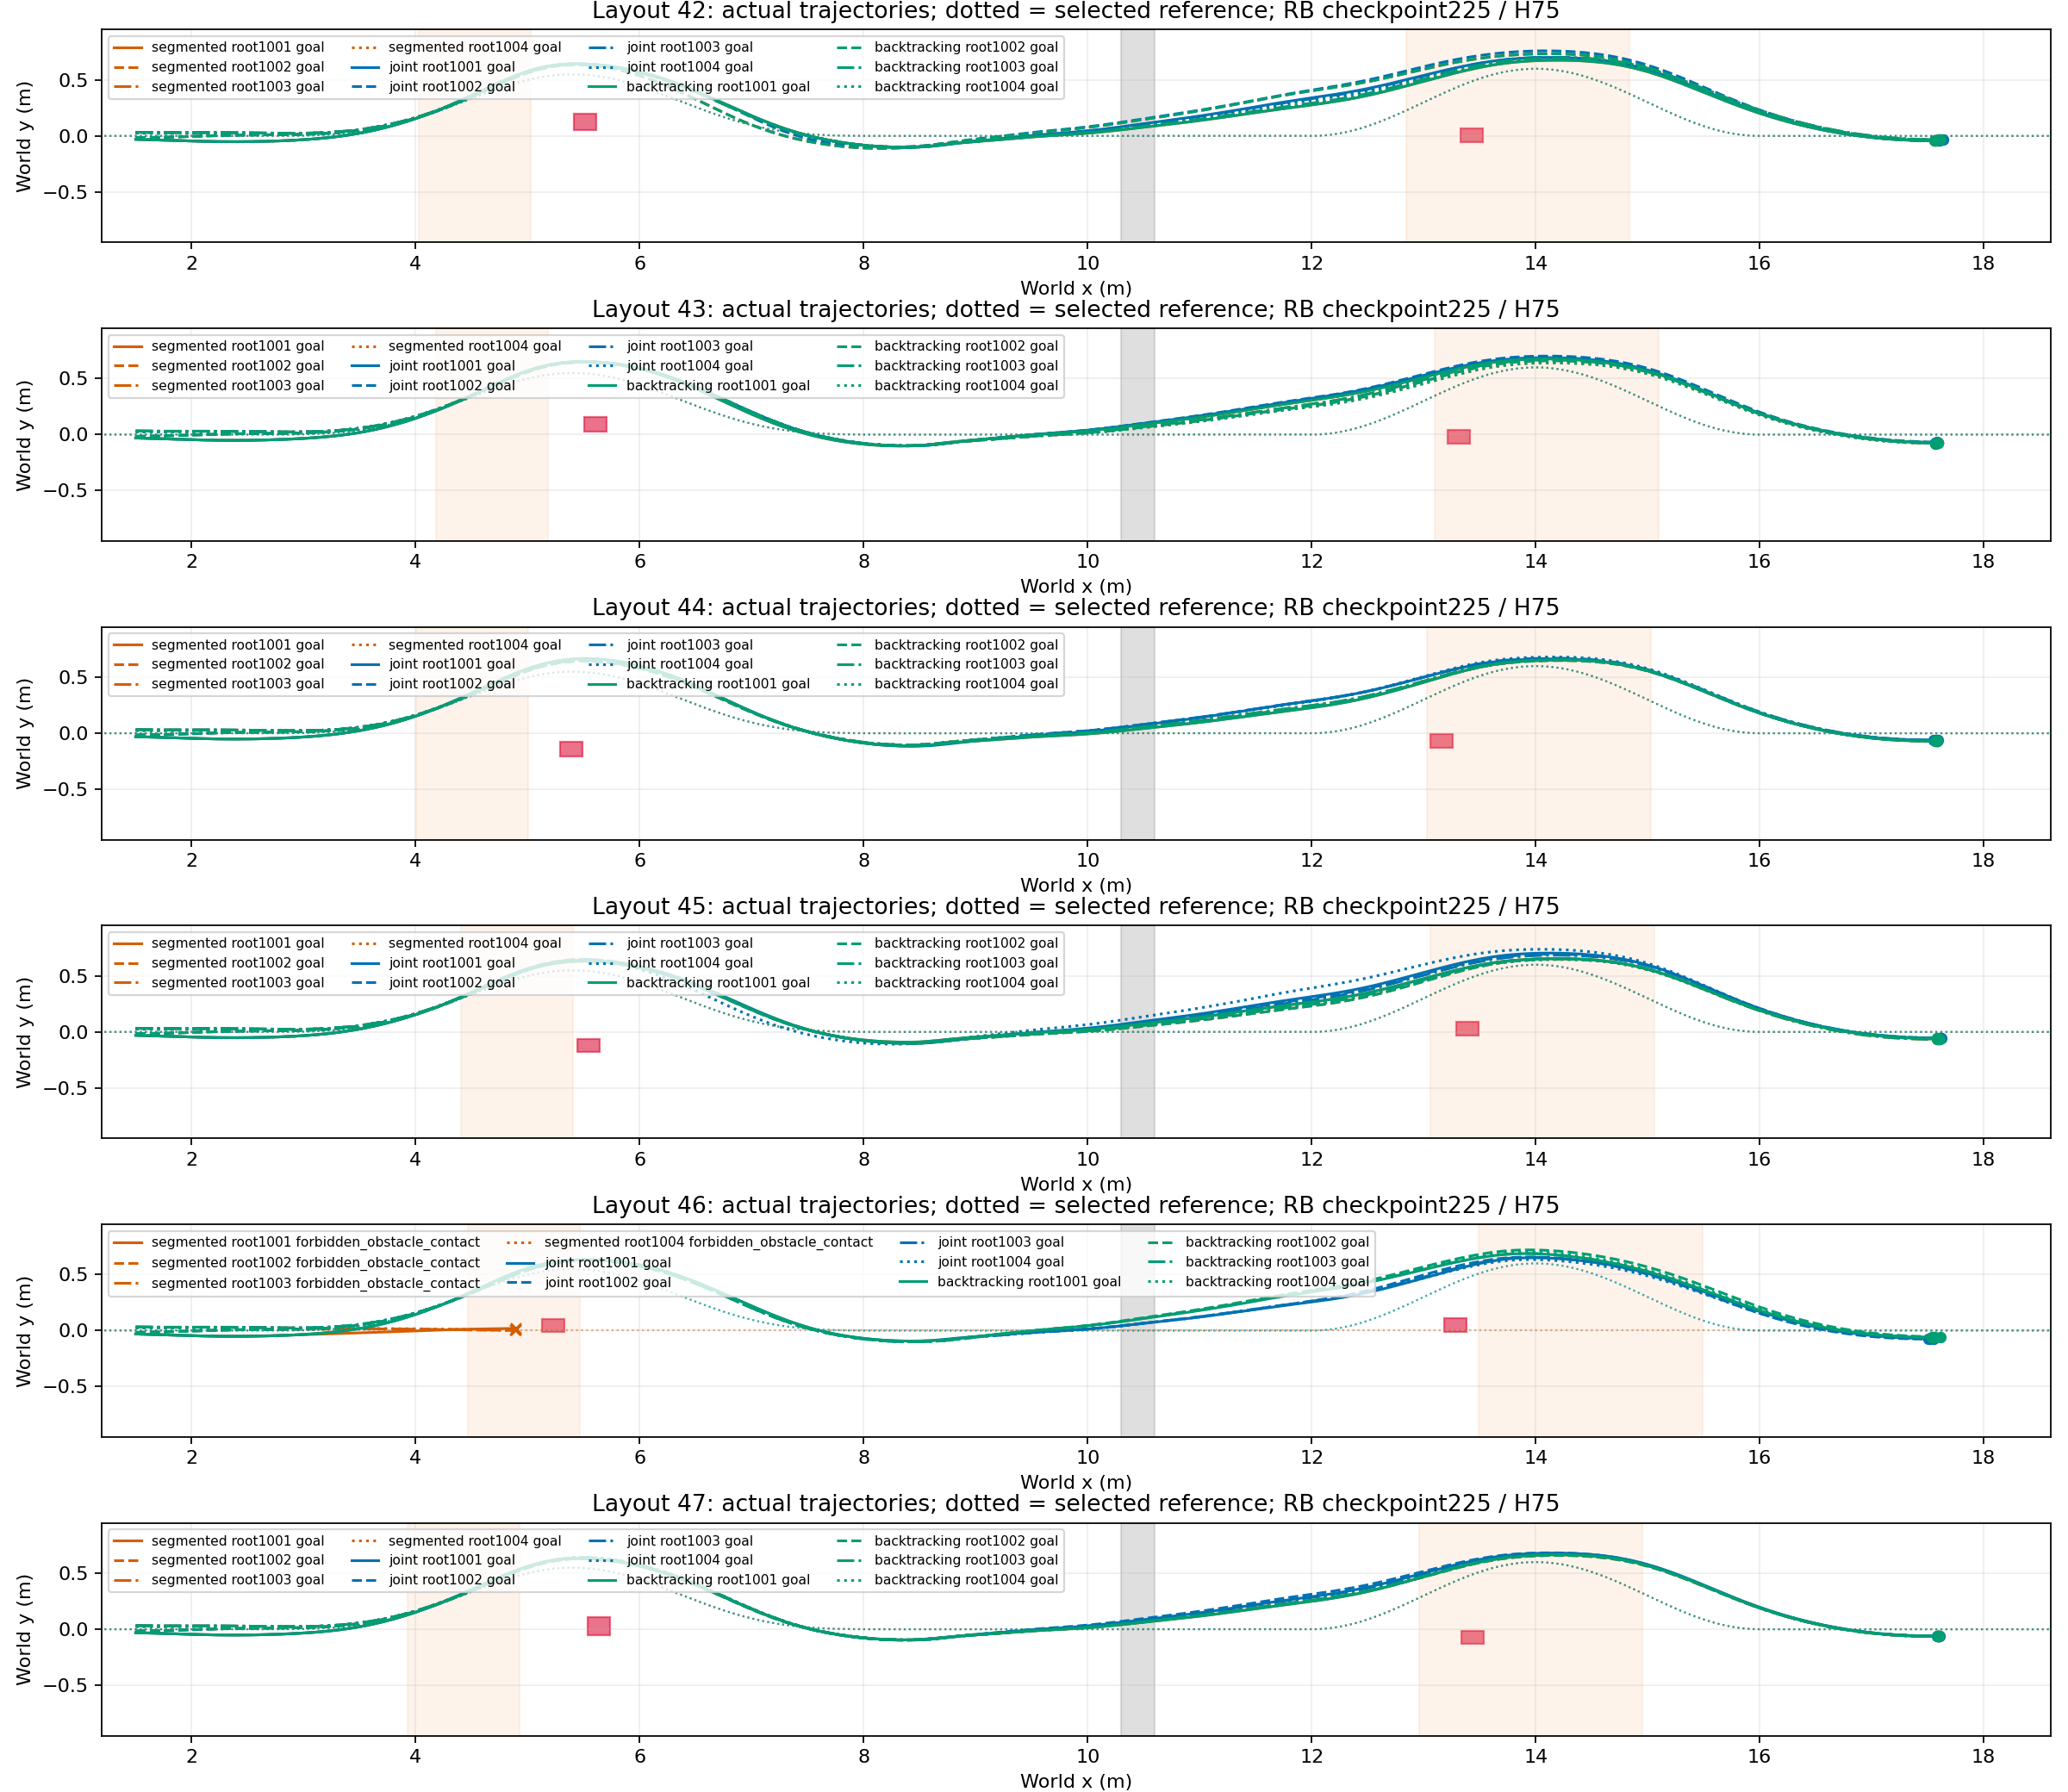 Layout 42: actual trajectories; dotted = selected reference; RB checkpoint225 / H75
segmented root1001 goal
segmented root1002 goal
segmented root1003 goal
segmented root1004 goal
joint root1001 goal
joint root1002 goal
joint root1003 goal
joint root1004 goal
backtracking root1001 goal
backtracking root1002 goal
backtracking root1003 goal
backtracking root1004 goal
World y (m)
0.5
0.0
−0.5
2 4 6 8 10 12 14 16 18
World x (m)
Layout 43: actual trajectories; dotted = selected reference; RB checkpoint225 / H75
segmented root1001 goal
segmented root1002 goal
segmented root1003 goal
segmented root1004 goal
joint root1001 goal
joint root1002 goal
joint root1003 goal
joint root1004 goal
backtracking root1001 goal
backtracking root1002 goal
backtracking root1003 goal
backtracking root1004 goal
World y (m)
0.5
0.0
−0.5
2 4 6 8 10 12 14 16 18
World x (m)
Layout 44: actual trajectories; dotted = selected reference; RB checkpoint225 / H75
segmented root1001 goal
segmented root1002 goal
segmented root1003 goal
segmented root1004 goal
joint root1001 goal
joint root1002 goal
joint root1003 goal
joint root1004 goal
backtracking root1001 goal
backtracking root1002 goal
backtracking root1003 goal
backtracking root1004 goal
World y (m)
0.5
0.0
−0.5
2 4 6 8 10 12 14 16 18
World x (m)
Layout 45: actual trajectories; dotted = selected reference; RB checkpoint225 / H75
segmented root1001 goal
segmented root1002 goal
segmented root1003 goal
segmented root1004 goal
joint root1001 goal
joint root1002 goal
joint root1003 goal
joint root1004 goal
backtracking root1001 goal
backtracking root1002 goal
backtracking root1003 goal
backtracking root1004 goal
World y (m)
0.5
0.0
−0.5
2 4 6 8 10 12 14 16 18
World x (m)
Layout 46: actual trajectories; dotted = selected reference; RB checkpoint225 / H75
segmented root1001 forbidden_obstacle_contact
segmented root1002 forbidden_obstacle_contact
segmented root1003 forbidden_obstacle_contact
segmented root1004 forbidden_obstacle_contact
joint root1001 goal
joint root1002 goal
joint root1003 goal
joint root1004 goal
backtracking root1001 goal
backtracking root1002 goal
backtracking root1003 goal
backtracking root1004 goal
World y (m)
0.5
0.0
−0.5
2 4 6 8 10 12 14 16 18
World x (m)
Layout 47: actual trajectories; dotted = selected reference; RB checkpoint225 / H75
segmented root1001 goal
segmented root1002 goal
segmented root1003 goal
segmented root1004 goal
joint root1001 goal
joint root1002 goal
joint root1003 goal
joint root1004 goal
backtracking root1001 goal
backtracking root1002 goal
backtracking root1003 goal
backtracking root1004 goal
World y (m)
0.5
0.0
−0.5
2 4 6 8 10 12 14 16 18
World x (m)